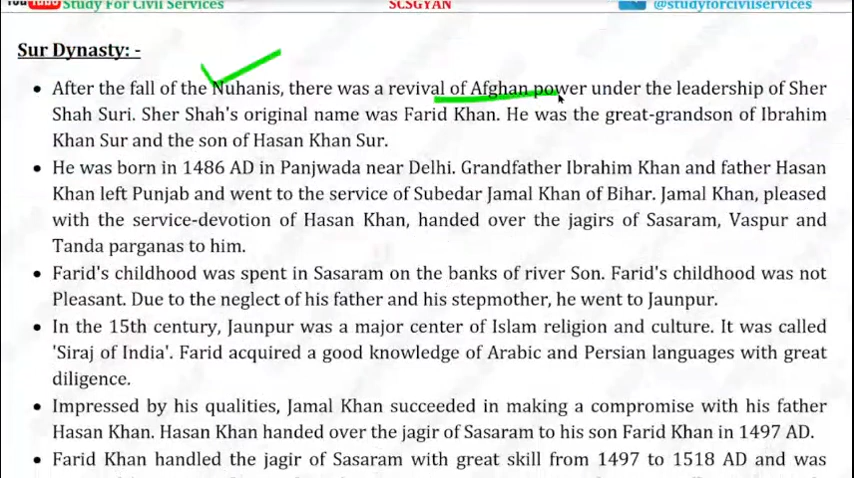 YouTube Study For Civil Services SCSGYAN @studyforcivilservices
Sur Dynasty: -
• After the fall of the Nuhanis, there was a revival of Afghan power under the leadership of Sher
Shah Suri. Sher Shah's original name was Farid Khan. He was the great-grandson of Ibrahim
Khan Sur and the son of Hasan Khan Sur.
• He was born in 1486 AD in Panjwada near Delhi. Grandfather Ibrahim Khan and father Hasan
Khan left Punjab and went to the service of Subedar Jamal Khan of Bihar. Jamal Khan, pleased
with the service-devotion of Hasan Khan, handed over the jagirs of Sasaram, Vaspur and
Tanda parganas to him.
• Farid's childhood was spent in Sasaram on the banks of river Son. Farid's childhood was not
Pleasant. Due to the neglect of his father and his stepmother, he went to Jaunpur.
• In the 15th century, Jaunpur was a major center of Islam religion and culture. It was called
'Siraj of India'. Farid acquired a good knowledge of Arabic and Persian languages with great
diligence.
• Impressed by his qualities, Jamal Khan succeeded in making a compromise with his father
Hasan Khan. Hasan Khan handed over the jagir of Sasaram to his son Farid Khan in 1497 AD.
• Farid Khan handled the jagir of Sasaram with great skill from 1497 to 1518 AD and was